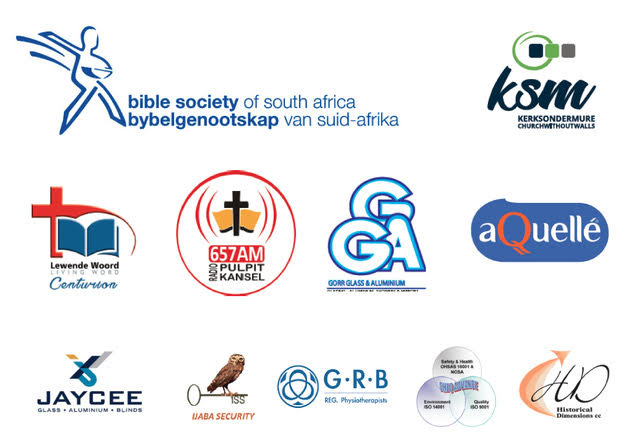 bible society of south africa
bybelgenootskap van suid-afrika
ksm
KERKSONDERMURE
CHURCHWITHOUTWALLS
Lewende Woord
LIVING WORD
Centurion
657AM
RADIO
PULPIT
KANSEL
G
GA
GORR GLASS & ALUMINIUM
aQuellé
JAYCEE
GLASS • ALUMINIUM • BLINDS
ISS
IJABA SECURITY
G·R·B
REG. Physiotherapists
Safety & Health
OHSAS 18001 &
NOSA
Environment
ISO 14001
Quality
ISO 9001
HD
Historical
Dimensions cc